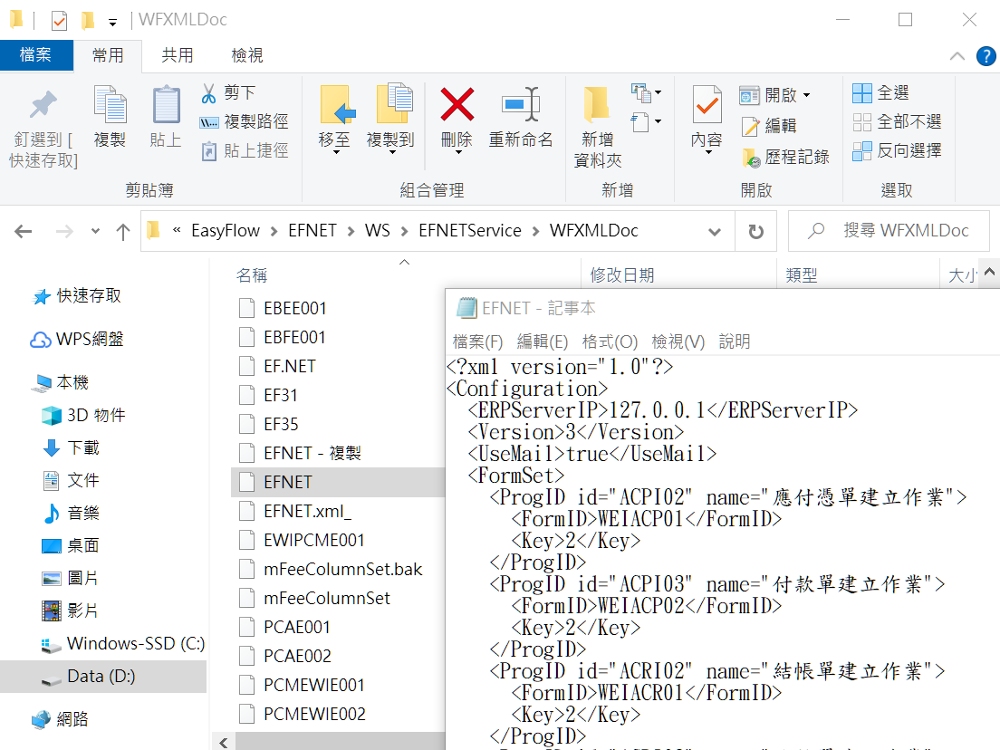 WFXMLDoc
檔案 常用 共用 檢視
釘選到 [
快速存取]
複製
貼上
剪下
複製路徑
貼上捷徑
移至
複製到
刪除
重新命名
新增
資料夾
內容
開啟
編輯
歷程記錄
全選
全部不選
反向選擇
剪貼簿 組合管理 新增 開啟 選取
« EasyFlow > EFNET > WS > EFNETService > WFXMLDoc
搜尋 WFXMLDoc
快速存取
WPS網盤
本機
3D 物件
下載
文件
音樂
桌面
圖片
影片
Windows-SSD (C:)
Data (D:)
網路
名稱 修改日期 類型 大小
EBEE001
EBFE001
EF.NET
EF31
EF35
EFNET - 複製
EFNET
EFNET.xml_
EWIPCME001
mFeeColumnSet.bak
mFeeColumnSet
PCAE001
PCAE002
PCMEWIE001
PCMEWIE002
EFNET - 記事本
檔案(F) 編輯(E) 格式(O) 檢視(V) 說明
<?xml version="1.0"?>
<Configuration>
<ERPServerIP>127.0.0.1</ERPServerIP>
<Version>3</Version>
<UseMail>true</UseMail>
<FormSet>
<ProgID id="ACPI02" name="應付憑單建立作業">
<FormID>WEIACP01</FormID>
<Key>2</Key>
</ProgID>
<ProgID id="ACPI03" name="付款單建立作業">
<FormID>WEIACP02</FormID>
<Key>2</Key>
</ProgID>
<ProgID id="ACRI02" name="結帳單建立作業">
<FormID>WEIACR01</FormID>
<Key>2</Key>
</ProgID>